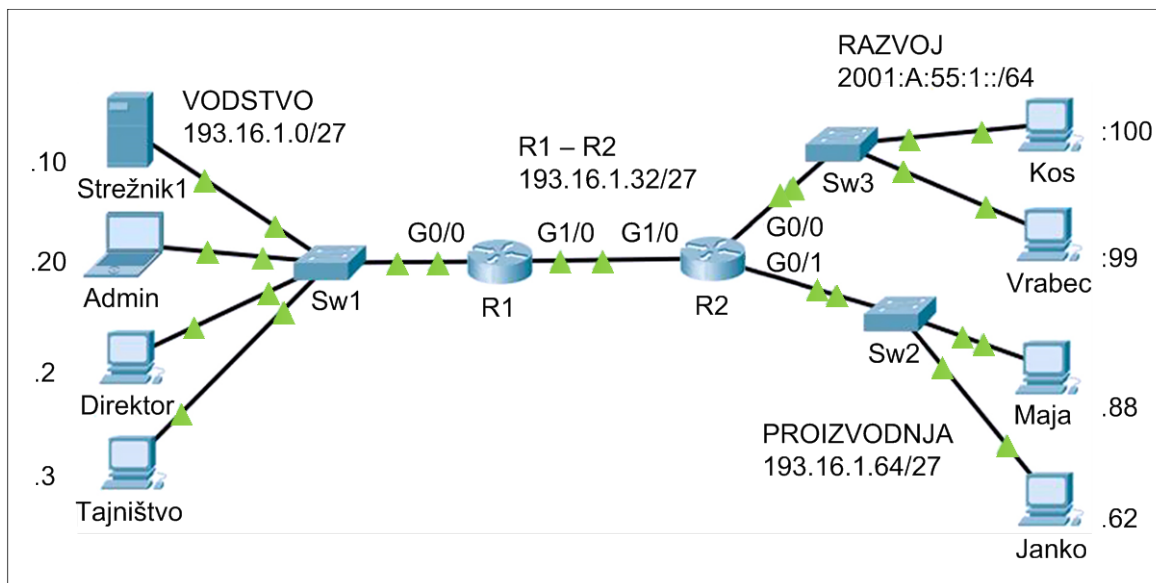 VODSTVO
193.16.1.0/27
.10
Strežnik1
.20
Admin
.2
Direktor
.3
Tajništvo
Sw1
G0/0
R1
G1/0
R1 – R2
193.16.1.32/27
G1/0
R2
G0/0
G0/1
RAZVOJ
2001:A:55:1::/64
Sw3
:100
Kos
:99
Vrabec
Sw2
Maja
.88
PROIZVODNJA
193.16.1.64/27
.62
Janko